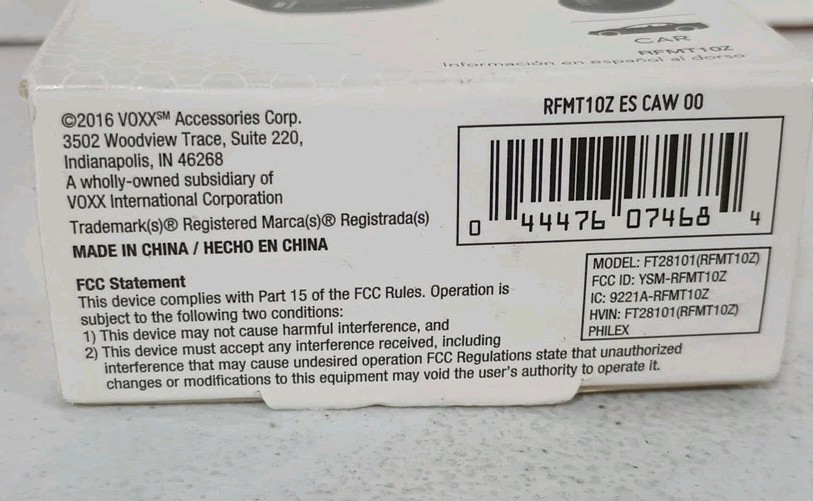 CAR
RFMT10Z
Información en español al dorso
©2016 VOXX℠ Accessories Corp.
3502 Woodview Trace, Suite 220,
Indianapolis, IN 46268
A wholly-owned subsidiary of
VOXX International Corporation
Trademark(s)® Registered Marca(s)® Registrada(s)
MADE IN CHINA / HECHO EN CHINA
RFMT10Z ES CAW 00
0 44476 07468 4
MODEL: FT28101(RFMT10Z)
FCC ID: YSM-RFMT10Z
IC: 9221A-RFMT10Z
HVIN: FT28101(RFMT10Z)
PHILEX
FCC Statement
This device complies with Part 15 of the FCC Rules. Operation is
subject to the following two conditions:
1) This device may not cause harmful interference, and
2) This device must accept any interference received, including
interference that may cause undesired operation FCC Regulations state that unauthorized
changes or modifications to this equipment may void the user's authority to operate it.